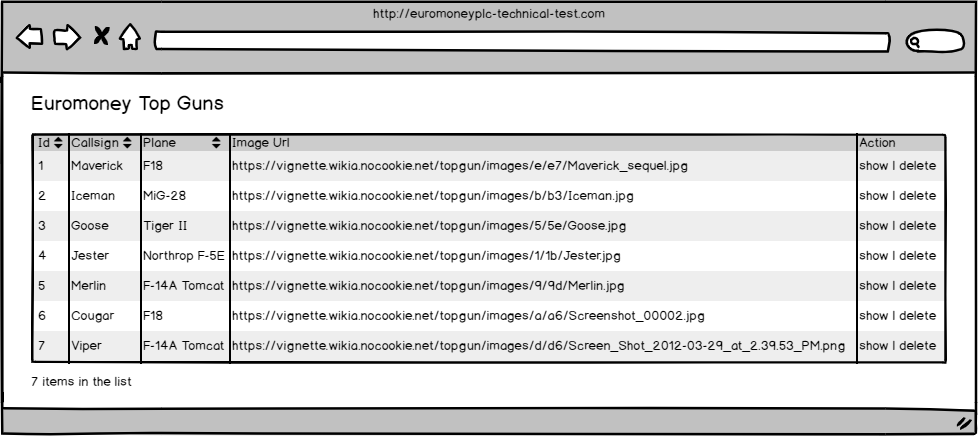 http://euromoneyplc-technical-test.com
Euromoney Top Guns
Id Callsign Plane Image Url Action
1 Maverick F18 https://vignette.wikia.nocookie.net/topgun/images/e/e7/Maverick_sequel.jpg show | delete
2 Iceman MiG-28 https://vignette.wikia.nocookie.net/topgun/images/b/b3/Iceman.jpg show | delete
3 Goose Tiger II https://vignette.wikia.nocookie.net/topgun/images/5/5e/Goose.jpg show | delete
4 Jester Northrop F-5E https://vignette.wikia.nocookie.net/topgun/images/1/1b/Jester.jpg show | delete
5 Merlin F-14A Tomcat https://vignette.wikia.nocookie.net/topgun/images/9/9d/Merlin.jpg show | delete
6 Cougar F18 https://vignette.wikia.nocookie.net/topgun/images/a/a6/Screenshot_00002.jpg show | delete
7 Viper F-14A Tomcat https://vignette.wikia.nocookie.net/topgun/images/d/d6/Screen_Shot_2012-03-29_at_2.39.53_PM.png show | delete
7 items in the list